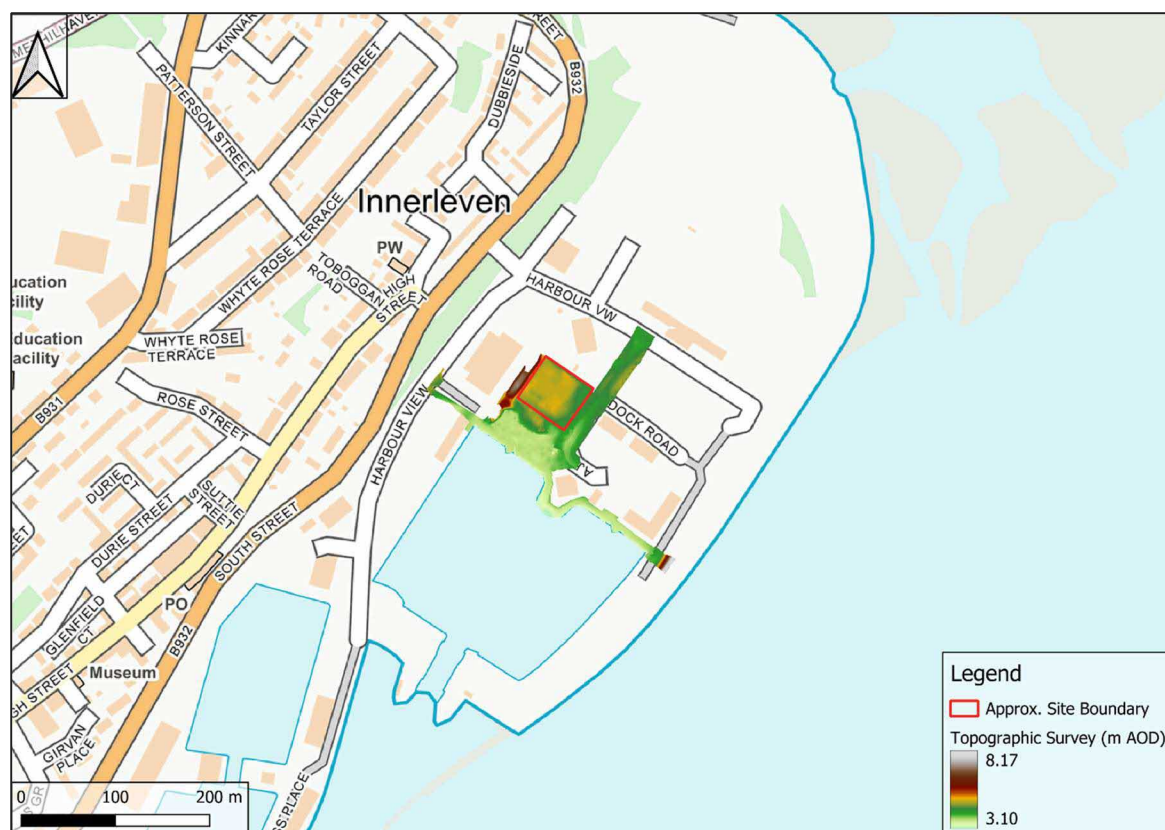 KINNAR
B932
PATTERSON STREET
TAYLOR STREET
DUBBIESIDE
Innerleven
PW
WHYTE ROSE TERRACE
TOBOGGAN
ROAD
HIGH
STREET
HARBOUR VW
ucation
cility
ducation
acility
WHYTE ROSE
TERRACE
B931
ROSE STREET
HARBOUR VIEW
DOCK ROAD
DURIE
CT
SUTTIE
STREET
DURIE STREET
SOUTH STREET
GLENFIELD
CT
PO
B932
Museum
GH STREET
GIRVAN
PLACE
0 100 200 m
Legend
Approx. Site Boundary
Topographic Survey (m AOD)
8.17
3.10